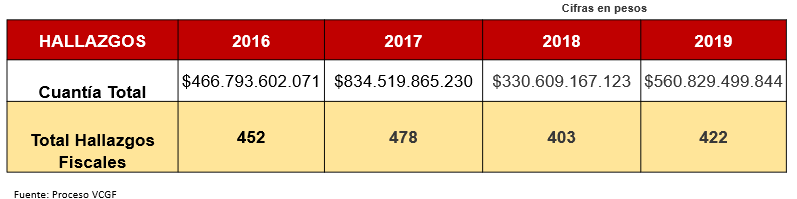 Cifras en pesos
HALLAZGOS 2016 2017 2018 2019
Cuantía Total $466.793.602.071 $834.519.865.230 $330.609.167.123 $560.829.499.844
Total Hallazgos
Fiscales 452 478 403 422
Fuente: Proceso VCGF